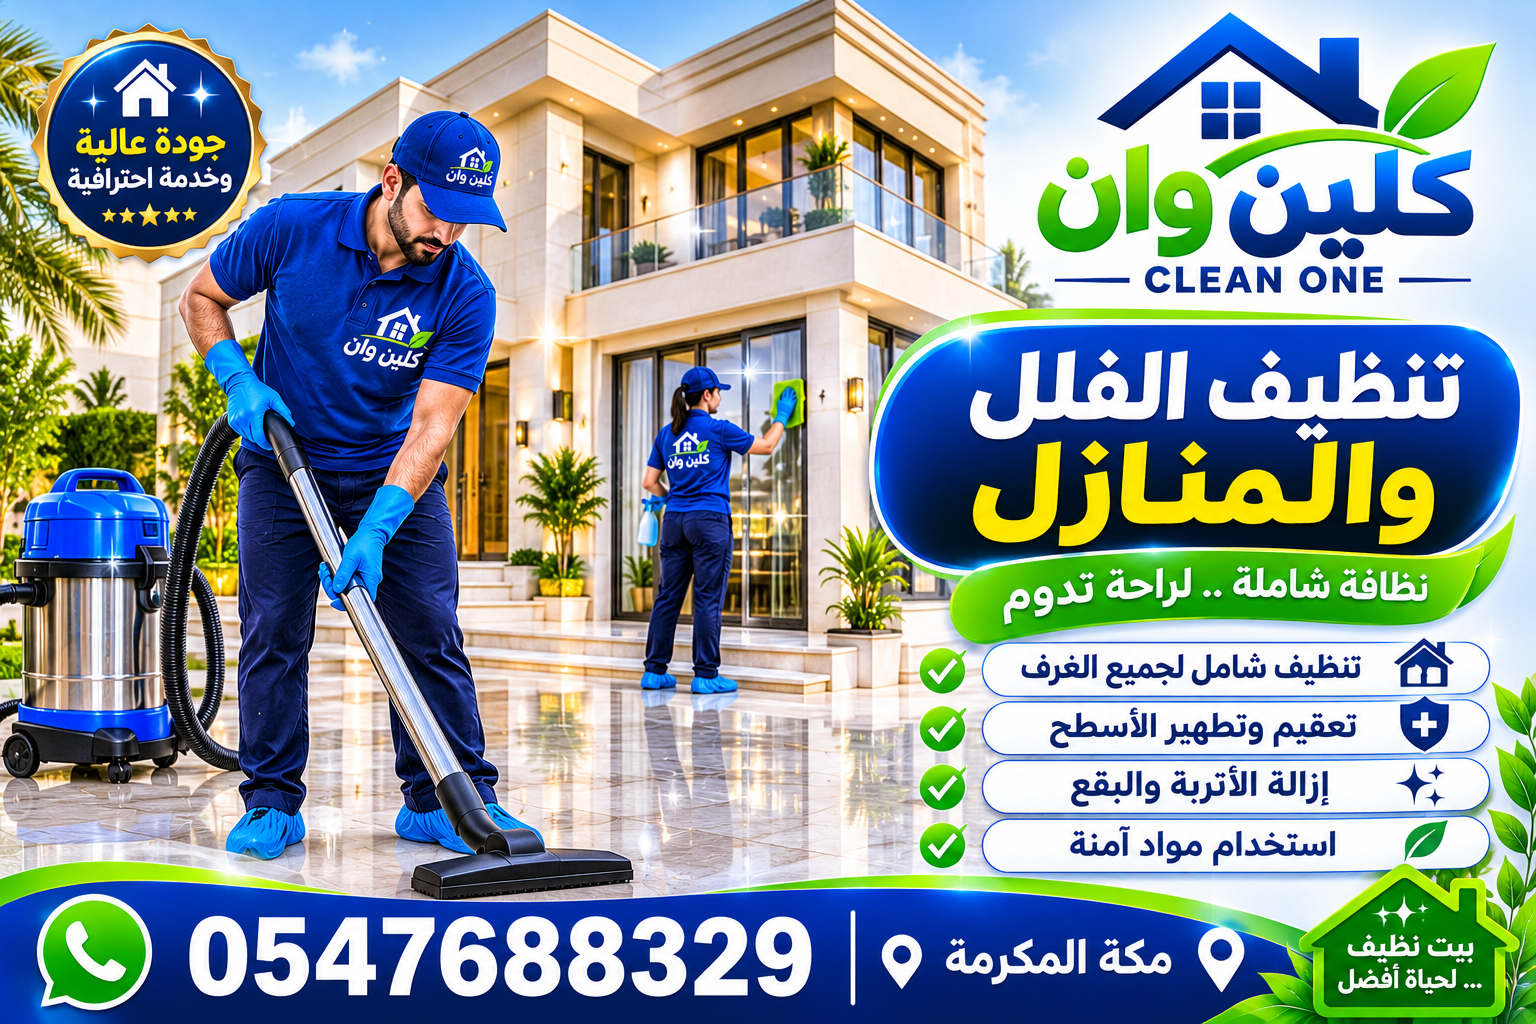 جودة عالية
وخدمة احترافية
كلين وان
CLEAN ONE
كلين وان
كلين وان
كلين وان
تنظيف الفلل
والمنازل
نظافة شاملة .. لراحة تدوم
تنظيف شامل لجميع الغرف
تعقيم وتطهير الأسطح
إزالة الأتربة والبقع
استخدام مواد آمنة
0547688329
مكة المكرمة
بيت نظيف
لحياة أفضل ...